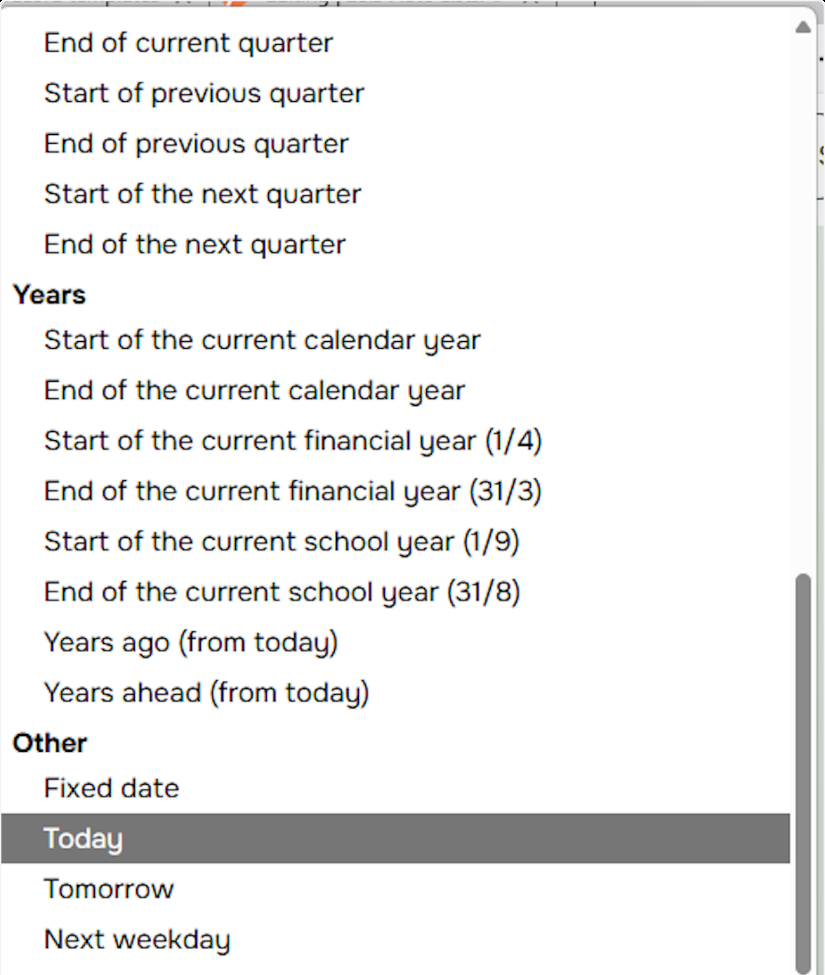 End of current quarter
Start of previous quarter
End of previous quarter
Start of the next quarter
End of the next quarter
Years
Start of the current calendar year
End of the current calendar year
Start of the current financial year (1/4)
End of the current financial year (31/3)
Start of the current school year (1/9)
End of the current school year (31/8)
Years ago (from today)
Years ahead (from today)
Other
Fixed date
Today
Tomorrow
Next weekday